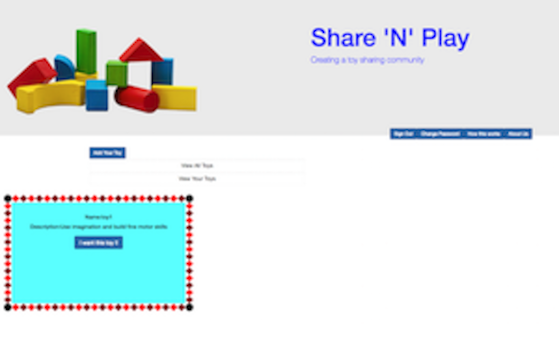 Share 'N' Play
Creating a toy sharing community
Sign Out Change Password How this works About Us
Add Your Toy
View All Toys
View Your Toys
Name:toy1
Description:Use imagination and build fine motor skills
I want this toy !!